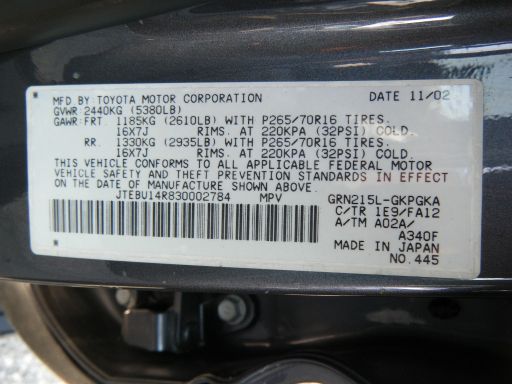 MFD BY TOYOTA MOTOR CORPORATION DATE 11/02
GVWR 2440KG (5380LB)
GAWR:FRT. 1185KG (2610LB) WITH P265/70R16 TIRES.
16X7J RIMS. AT 220KPA (32PSI) COLD.
RR. 1330KG (2935LB) WITH P265/70R16 TIRES.
16X7J RIMS. AT 220KPA (32PSI) COLD.
THIS VEHICLE CONFORMS TO ALL APPLICABLE FEDERAL MOTOR
VEHICLE SAFETY AND THEFT PREVENTION STANDARDS IN EFFECT
ON THE DATE OF MANUFACTURE SHOWN ABOVE.
JTEBU14R830002784 MPV GRN215L-GKPGKA
C/TR 1E9/FA12
A/TM A02A/
A340F
MADE IN JAPAN
NO.445